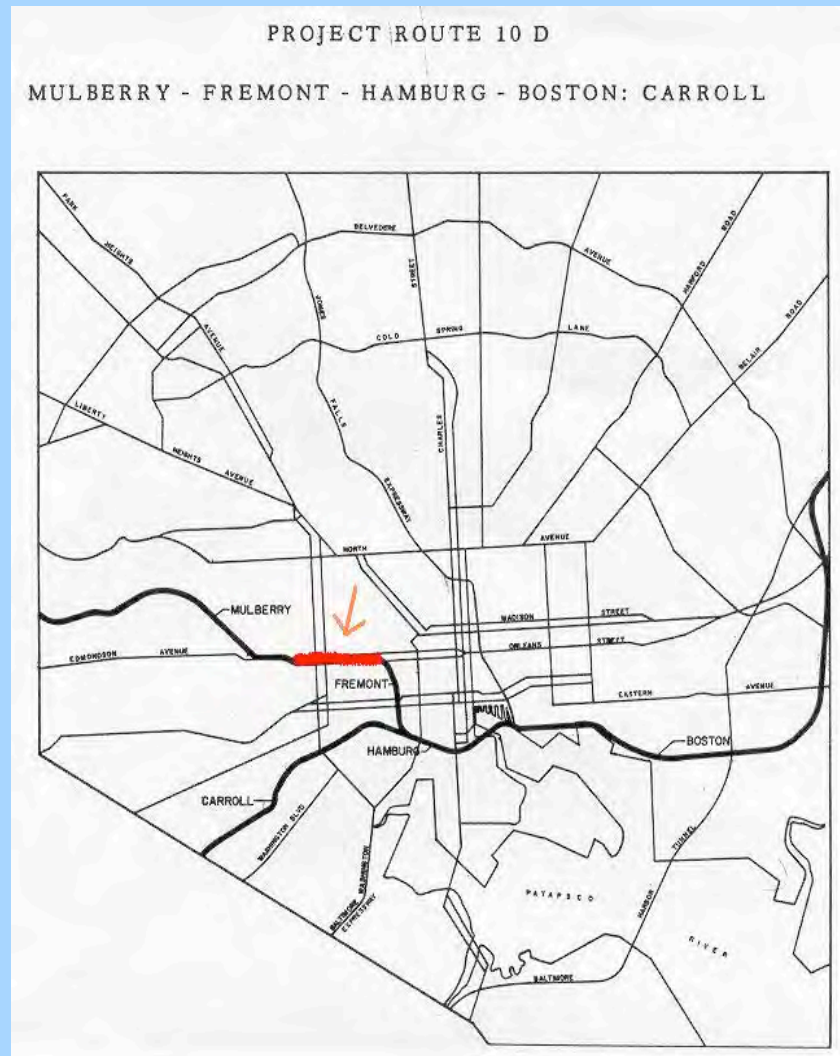 PROJECT ROUTE 10 D
MULBERRY - FREMONT - HAMBURG - BOSTON: CARROLL
PARK
HEIGHTS
AVENUE
BELVEDERE
AVENUE
STREET
JONES
FALLS
EXPRESSWAY
HARFORD
ROAD
BELAIR
ROAD
COLD
SPRING
LANE
CHARLES
LIBERTY
HEIGHTS
AVENUE
NORTH
AVENUE
MULBERRY
MADISON
STREET
ORLEANS
STREET
EDMONDSON
AVENUE
FREMONT
EASTERN
AVENUE
HAMBURG
BOSTON
CARROLL
WASHINGTON BLVD
BALTIMORE WASHINGTON
EXPRESSWAY
PATAPSCO
RIVER
BALTIMORE
HARBOR
TUNNEL